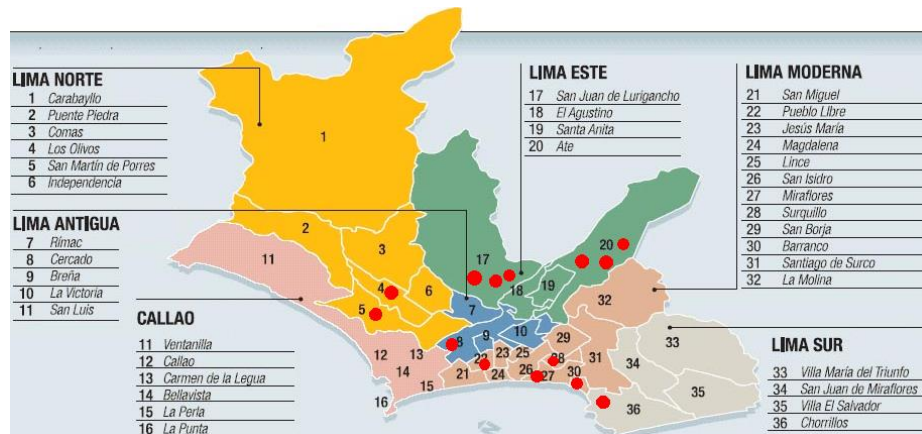 LIMA NORTE
1 Carabayllo
2 Puente Piedra
3 Comas
4 Los Olivos
5 San Martín de Porres
6 Independencia
LIMA ANTIGUA
7 Rímac
8 Cercado
9 Breña
10 La Victoria
11 San Luis
CALLAO
11 Ventanilla
12 Callao
13 Carmen de la Legua
14 Bellavista
15 La Perla
16 La Punta
LIMA ESTE
17 San Juan de Lurigancho
18 El Agustino
19 Santa Anita
20 Ate
LIMA MODERNA
21 San Miguel
22 Pueblo Libre
23 Jesús María
24 Magdalena
25 Lince
26 San Isidro
27 Miraflores
28 Surquillo
29 San Borja
30 Barranco
31 Santiago de Surco
32 La Molina
LIMA SUR
33 Villa María del Triunfo
34 San Juan de Miraflores
35 Villa El Salvador
36 Chorrillos
1
2
3
11
4
6
5
7
17
18
19
20
32
9
10
8
29
33
12
13
22
23
25
28
31
34
14
21
24
26
27
30
15
35
16
36